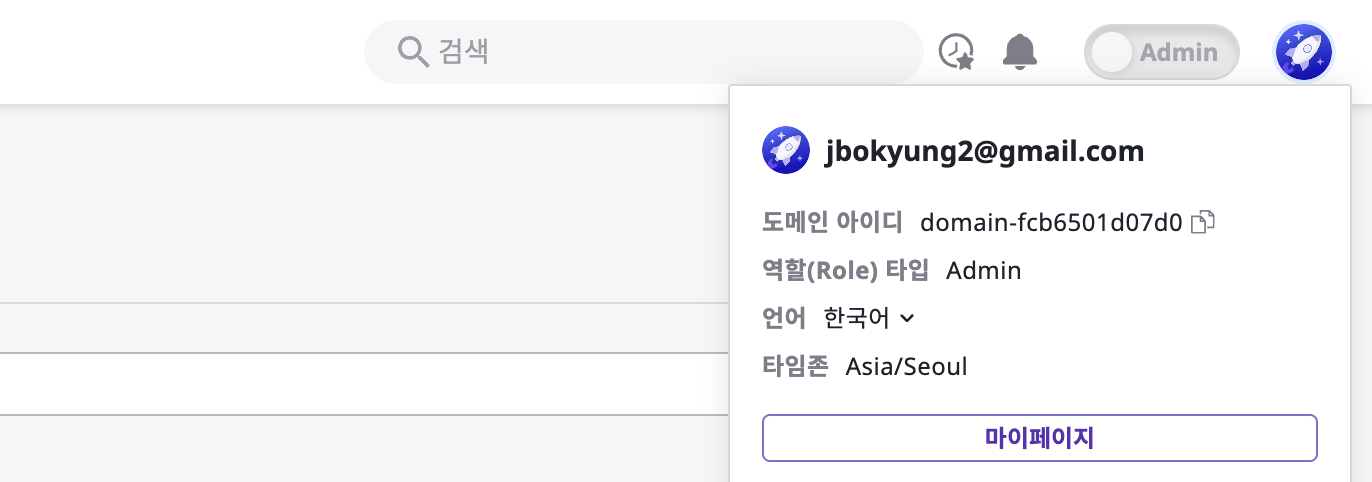 검색
Admin
jbokyung2@gmail.com
도메인 아이디 domain-fcb6501d07d0
역할(Role) 타입 Admin
언어 한국어
타임존 Asia/Seoul
마이페이지